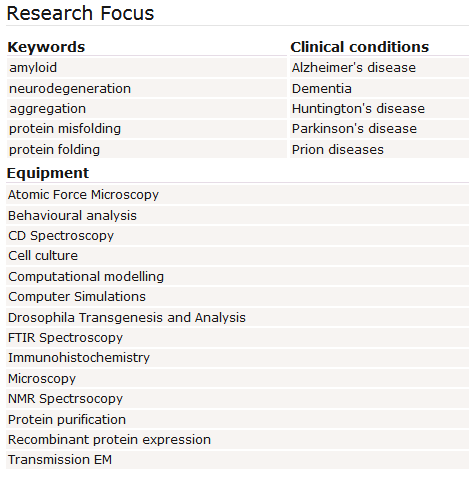 Research Focus
Keywords Clinical conditions
amyloid Alzheimer's disease
neurodegeneration Dementia
aggregation Huntington's disease
protein misfolding Parkinson's disease
protein folding Prion diseases
Equipment
Atomic Force Microscopy
Behavioural analysis
CD Spectroscopy
Cell culture
Computational modelling
Computer Simulations
Drosophila Transgenesis and Analysis
FTIR Spectroscopy
Immunohistochemistry
Microscopy
NMR Spectrsocopy
Protein purification
Recombinant protein expression
Transmission EM